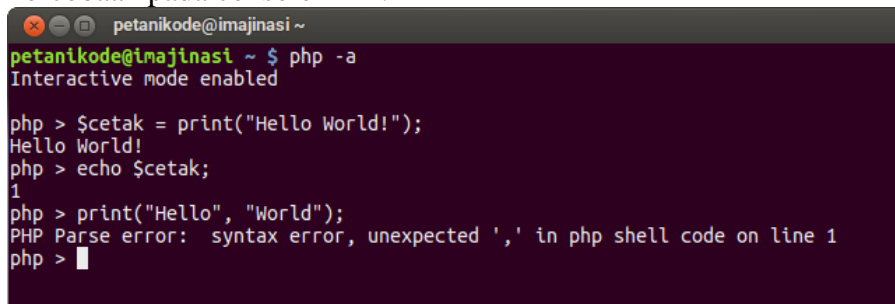 petanikode@imajinasi ~
petanikode@imajinasi ~ $ php -a
Interactive mode enabled
php > $cetak = print("Hello World!");
Hello World!
php > echo $cetak;
1
php > print("Hello", "World");
PHP Parse error:  syntax error, unexpected ',' in php shell code on line 1
php >